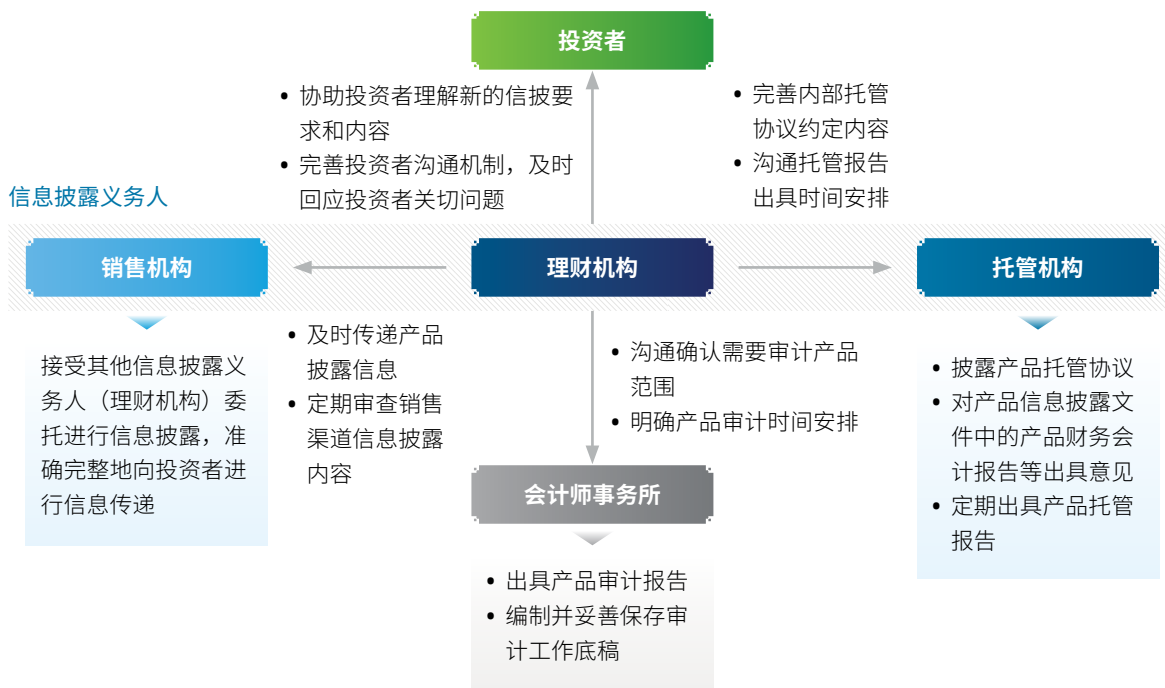 投资者
• 协助投资者理解新的信披要
求和内容
• 完善投资者沟通机制，及时
回应投资者关切问题
• 完善内部托管
协议约定内容
• 沟通托管报告
出具时间安排
信息披露义务人
销售机构
理财机构
托管机构
接受其他信息披露义
务人（理财机构）委
托进行信息披露，准
确完整地向投资者进
行信息传递
• 及时传递产品
披露信息
• 定期审查销售
渠道信息披露
内容
• 沟通确认需要审计产品
范围
• 明确产品审计时间安排
• 披露产品托管协议
• 对产品信息披露文
件中的产品财务会
计报告等出具意见
• 定期出具产品托管
报告
会计师事务所
• 出具产品审计报告
• 编制并妥善保存审
计工作底稿